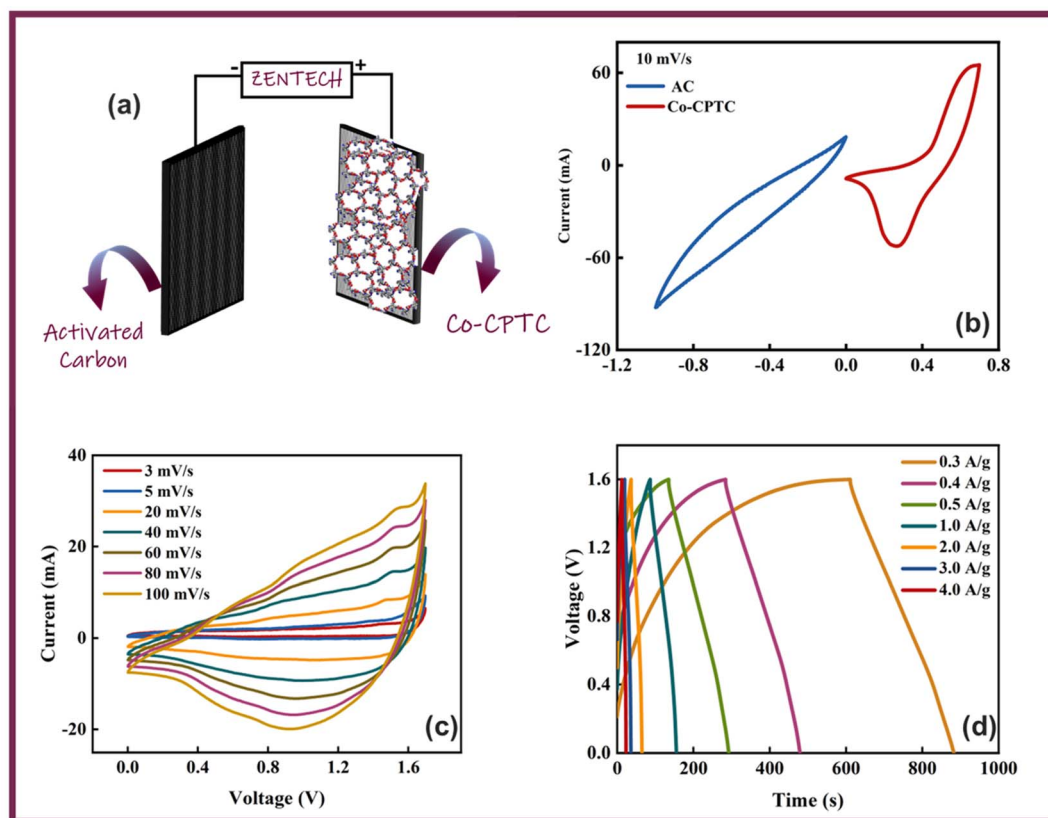 (a)
- ZENTECH +
Activated
Carbon
Co-CPTC
10 mV/s
AC
Co-CPTC
Current (mA)
60
0
-60
-120
-1.2 -0.8 -0.4 0.0 0.4 0.8
(b)
3 mV/s
5 mV/s
20 mV/s
40 mV/s
60 mV/s
80 mV/s
100 mV/s
Current (mA)
40
20
0
-20
0.0 0.4 0.8 1.2 1.6
Voltage (V)
(c)
0.3 A/g
0.4 A/g
0.5 A/g
1.0 A/g
2.0 A/g
3.0 A/g
4.0 A/g
Voltage (V)
1.6
1.2
0.8
0.4
0.0
0 200 400 600 800 1000
Time (s)
(d)